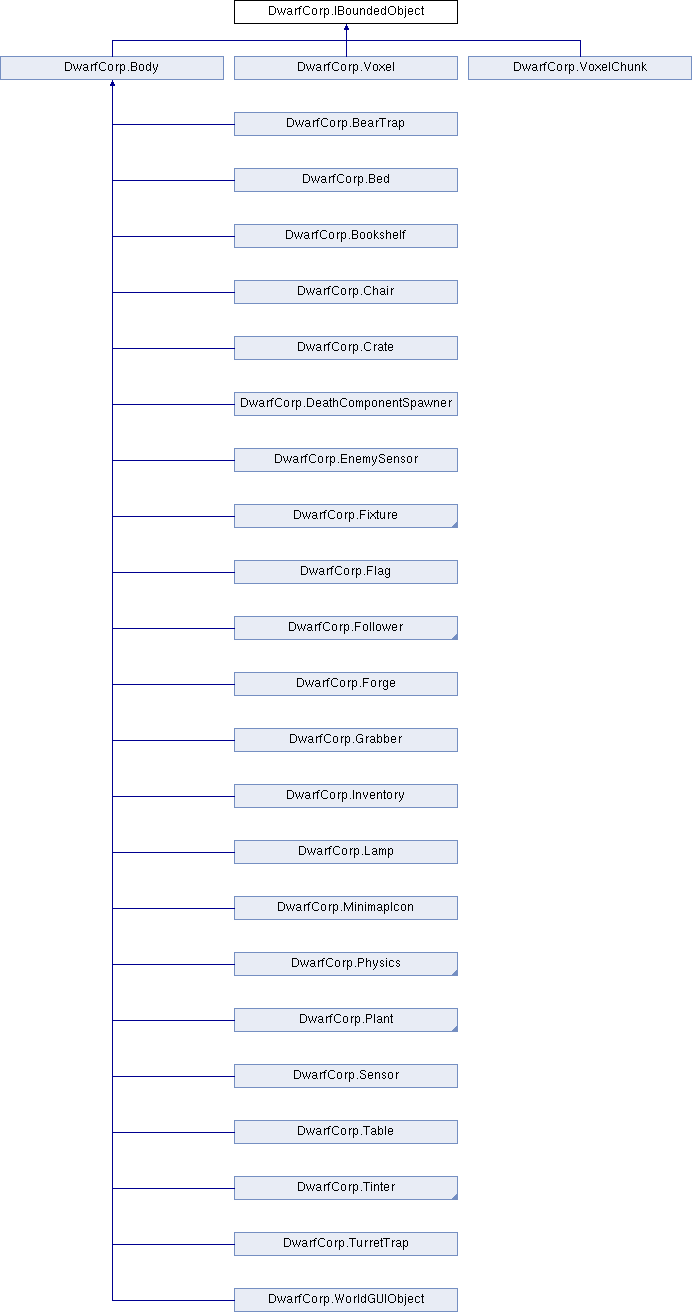 DwarfCorp.IBoundedObject
DwarfCorp.Body
DwarfCorp.Voxel
DwarfCorp.VoxelChunk
DwarfCorp.BearTrap
DwarfCorp.Bed
DwarfCorp.Bookshelf
DwarfCorp.Chair
DwarfCorp.Crate
DwarfCorp.DeathComponentSpawner
DwarfCorp.EnemySensor
DwarfCorp.Fixture
DwarfCorp.Flag
DwarfCorp.Follower
DwarfCorp.Forge
DwarfCorp.Grabber
DwarfCorp.Inventory
DwarfCorp.Lamp
DwarfCorp.MinimapIcon
DwarfCorp.Physics
DwarfCorp.Plant
DwarfCorp.Sensor
DwarfCorp.Table
DwarfCorp.Tinter
DwarfCorp.TurretTrap
DwarfCorp.WorldGUIObject